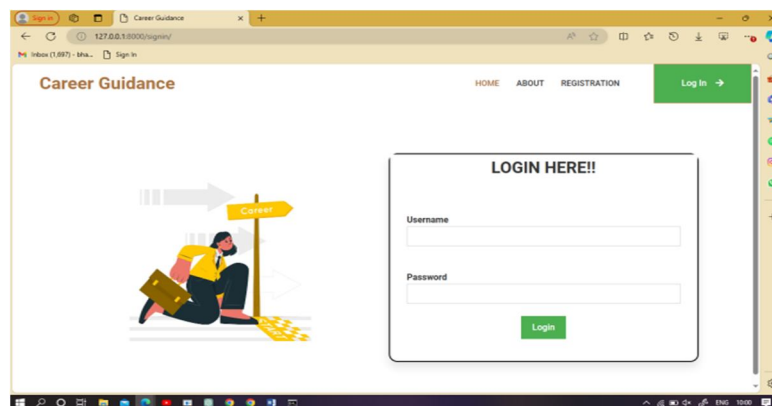 Sign in
Career Guidance
127.0.0.1:8000/signin/
Inbox (1,697) - bha...
Sign In
Career Guidance
HOME ABOUT REGISTRATION Log In →
LOGIN HERE!!
Career
Username
Password
Login
ENG 10:00